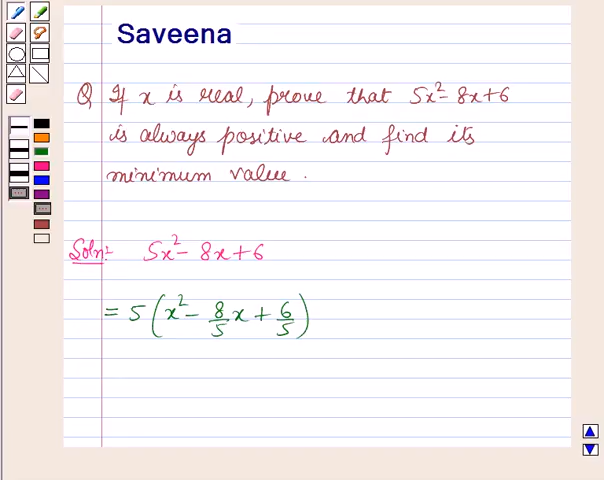 Saveena
Q If x is real, prove that 5x² - 8x + 6
is always positive and find its
minimum value.
Soln:- 5x² - 8x + 6
= 5 (x² - 8/5 x + 6/5)